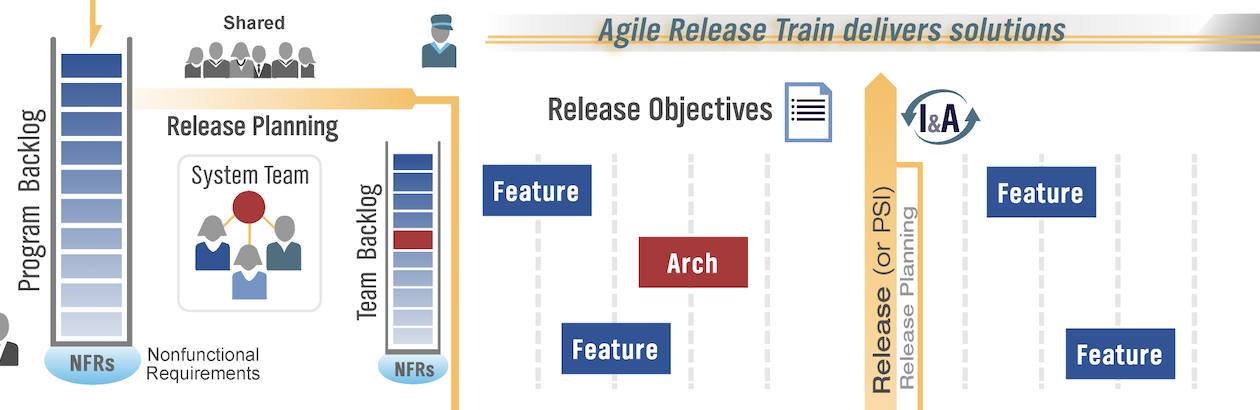 Shared
Agile Release Train delivers solutions
Program Backlog
Release Planning
System Team
Team Backlog
NFRs
Nonfunctional
Requirements
NFRs
Release Objectives
Feature
Arch
Feature
Release (or PSI)
Release Planning
I&A
Feature
Feature